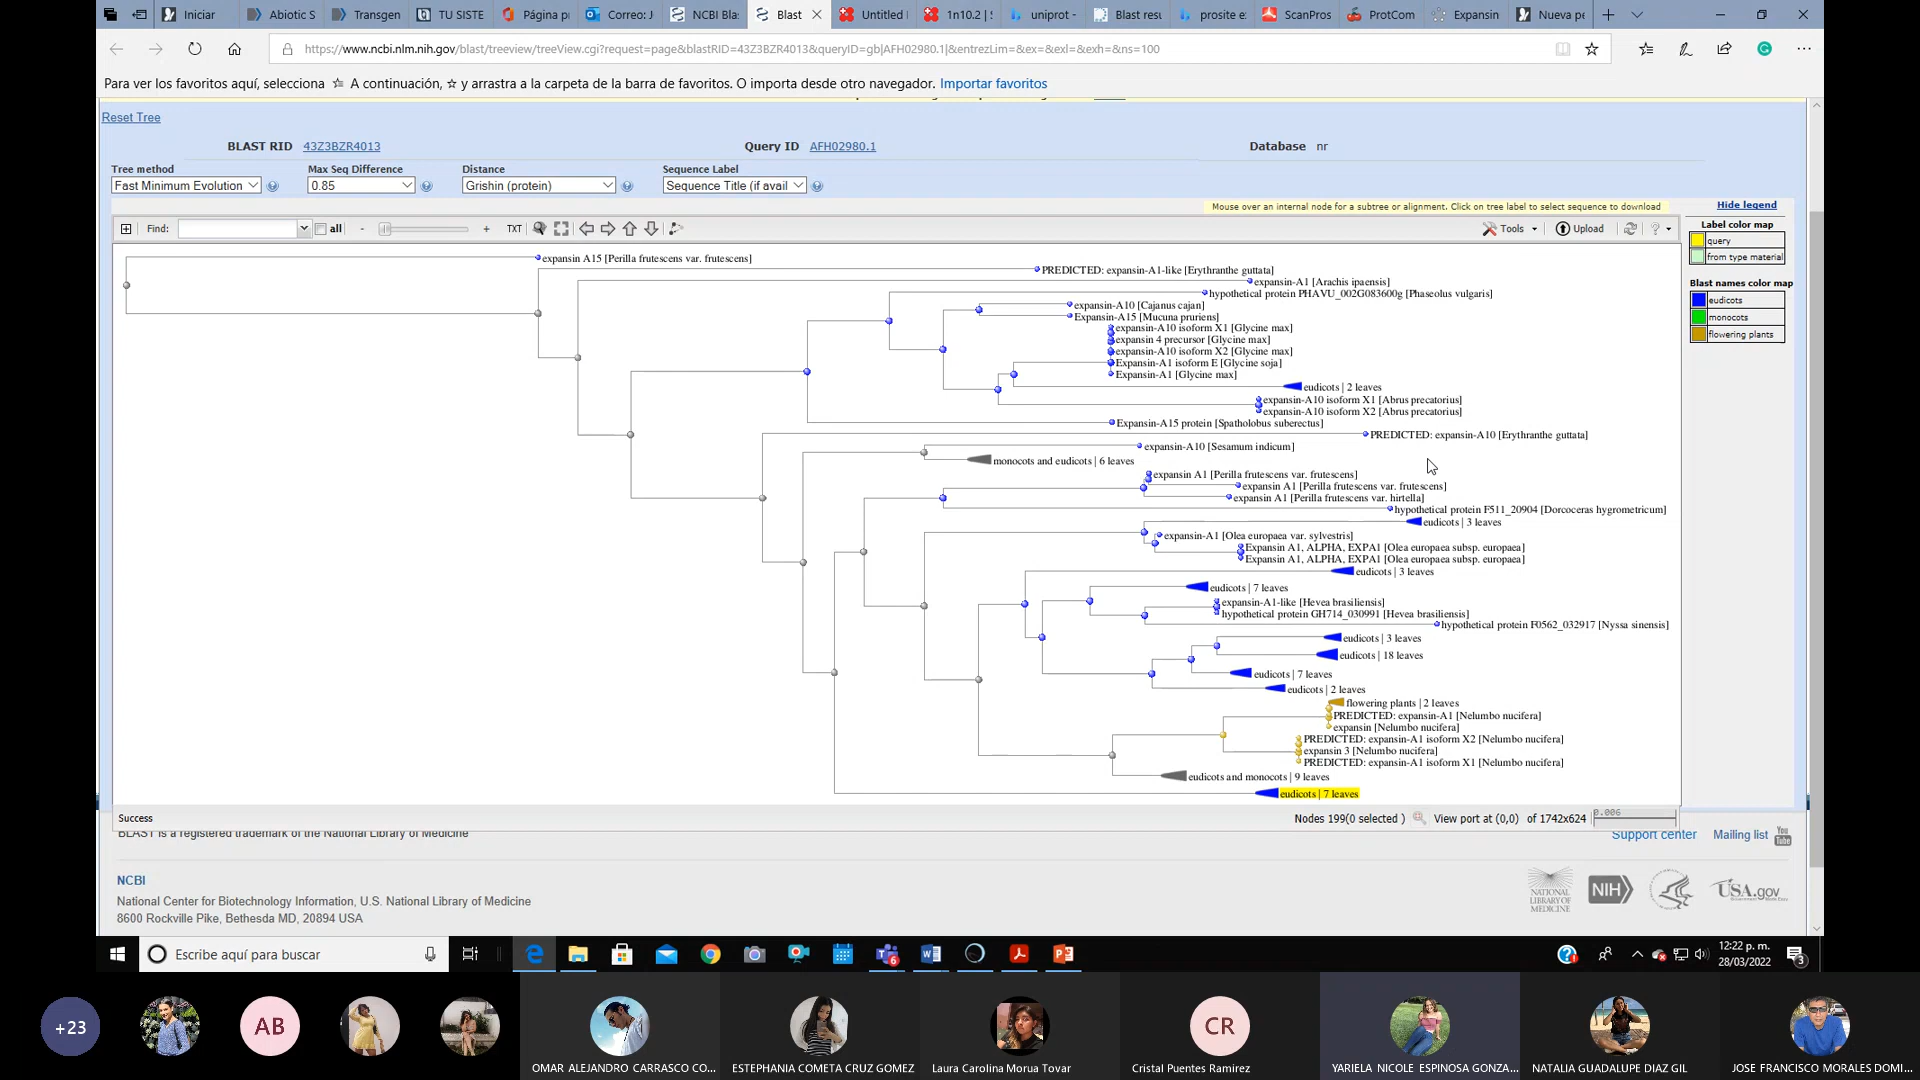 Iniciar
Abiotic S
Transgen
TU SISTE
Página p
Correo: J
NCBI Bla
Blast
Untitled
1n10.2 | S
uniprot -
Blast resu
prosite e
ScanPros
ProtCom
Expansin
Nueva pe
https://www.ncbi.nlm.nih.gov/blast/treeview/treeView.cgi?request=page&blastRID=43Z3BZR4013&queryID=gb|AFH02980.1|&entrezLim=&ex=&exl=&exh=&ns=100
Para ver los favoritos aquí, selecciona A continuación, y arrastra a la carpeta de la barra de favoritos. O importa desde otro navegador. Importar favoritos
Reset Tree
BLAST RID 43Z3BZR4013 Query ID AFH02980.1 Database nr
Tree method Max Seq Difference Distance Sequence Label
Fast Minimum Evolution 0.85 Grishin (protein) Sequence Title (if avail
Mouse over an internal node for a subtree or alignment. Click on tree label to select sequence to download
Hide legend
Find: all - + TXT Tools Upload ?
Label color map
query
from type material
Blast names color map
eudicots
monocots
flowering plants
expansin A15 [Perilla frutescens var. frutescens]
PREDICTED: expansin-A1-like [Erythranthe guttata]
expansin-A1 [Arachis ipaensis]
hypothetical protein PHAVU_002G083600g [Phaseolus vulgaris]
expansin-A10 [Cajanus cajan]
Expansin-A15 [Mucuna pruriens]
expansin-A10 isoform X1 [Glycine max]
expansin 4 precursor [Glycine max]
expansin-A10 isoform X2 [Glycine max]
Expansin-A1 isoform E [Glycine soja]
Expansin-A1 [Glycine max]
eudicots | 2 leaves
expansin-A10 isoform X1 [Abrus precatorius]
expansin-A10 isoform X2 [Abrus precatorius]
Expansin-A15 protein [Spatholobus suberectus]
PREDICTED: expansin-A10 [Erythranthe guttata]
expansin-A10 [Sesamum indicum]
monocots and eudicots | 6 leaves
expansin A1 [Perilla frutescens var. frutescens]
expansin A1 [Perilla frutescens var. frutescens]
expansin A1 [Perilla frutescens var. hirtella]
hypothetical protein F511_20904 [Dorcoceras hygrometricum]
eudicots | 3 leaves
expansin-A1 [Olea europaea var. sylvestris]
Expansin A1, ALPHA, EXPA1 [Olea europaea subsp. europaea]
Expansin A1, ALPHA, EXPA1 [Olea europaea subsp. europaea]
eudicots | 3 leaves
eudicots | 7 leaves
expansin-A1-like [Hevea brasiliensis]
hypothetical protein GH714_030991 [Hevea brasiliensis]
hypothetical protein F0562_032917 [Nyssa sinensis]
eudicots | 3 leaves
eudicots | 18 leaves
eudicots | 7 leaves
eudicots | 2 leaves
flowering plants | 2 leaves
PREDICTED: expansin-A1 [Nelumbo nucifera]
expansin [Nelumbo nucifera]
PREDICTED: expansin-A1 isoform X2 [Nelumbo nucifera]
expansin 3 [Nelumbo nucifera]
PREDICTED: expansin-A1 isoform X1 [Nelumbo nucifera]
eudicots and monocots | 9 leaves
eudicots | 7 leaves
Success Nodes 199(0 selected ) View port at (0,0) of 1742x624 0.006
BLAST is a registered trademark of the National Library of Medicine
Support center Mailing list You Tube
NCBI
National Center for Biotechnology Information, U.S. National Library of Medicine
8600 Rockville Pike, Bethesda MD, 20894 USA
NATIONAL LIBRARY OF MEDICINE
NIH
USA.gov
Escribe aquí para buscar
12:22 p. m.
28/03/2022
3
6
+23
AB
CR
OMAR ALEJANDRO CARRASCO CO...
ESTEPHANIA COMETA CRUZ GOMEZ
Laura Carolina Morua Tovar
Cristal Puentes Ramirez
YARIELA NICOLE ESPINOSA GONZA...
NATALIA GUADALUPE DIAZ GIL
JOSE FRANCISCO MORALES DOMI...